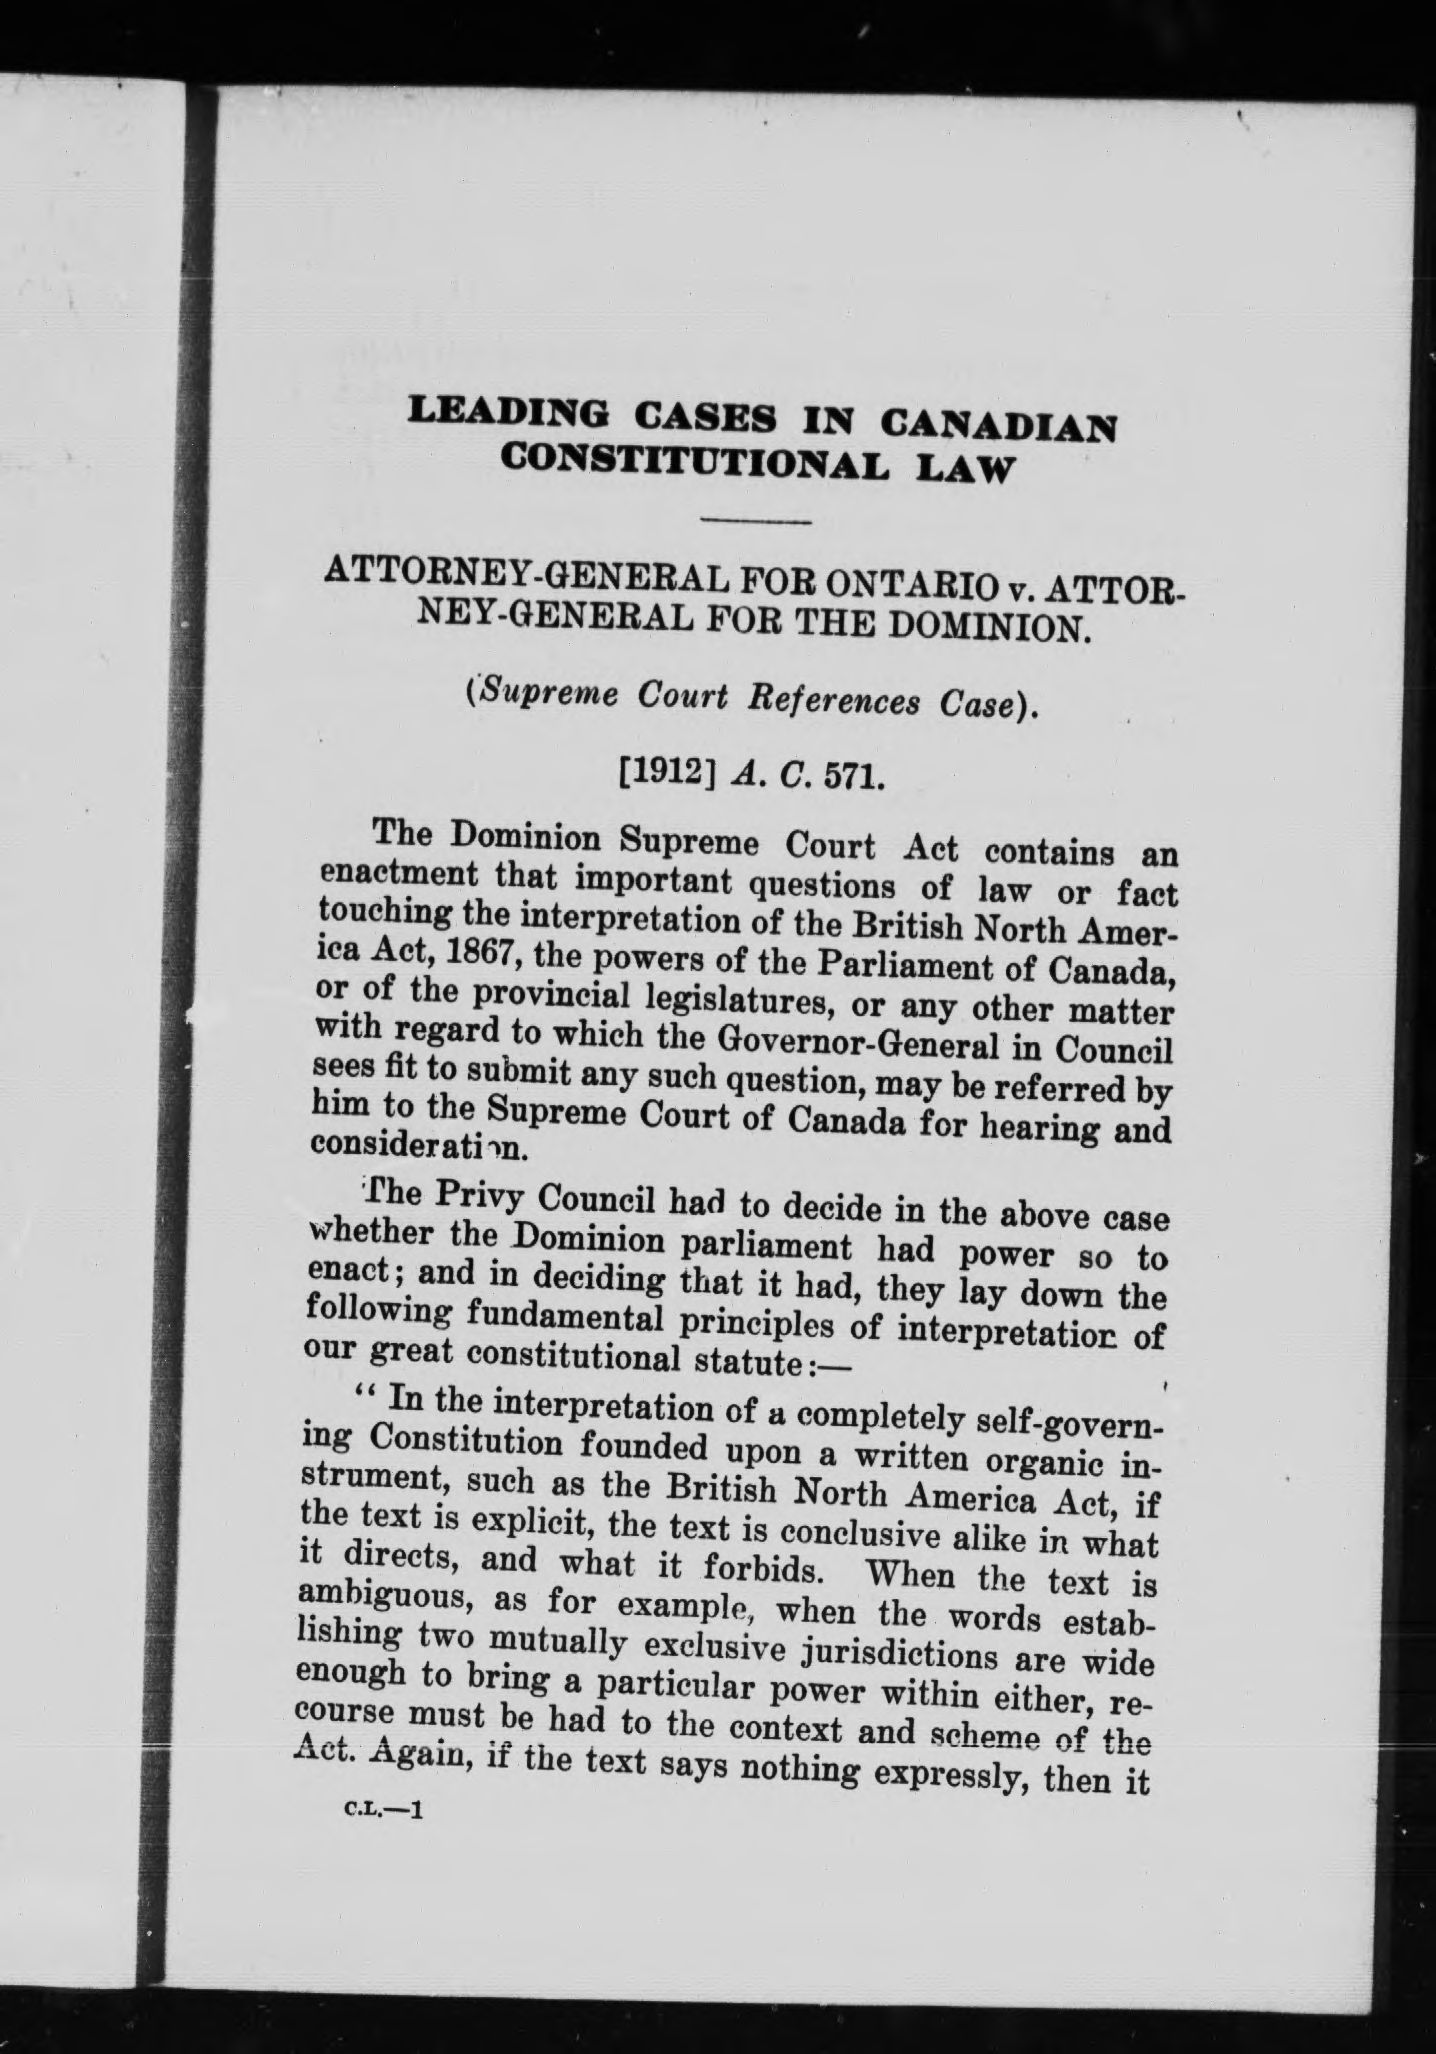 LEADING CASES IN CANADIAN
CONSTITUTIONAL LAW
ATTORNEY-GENERAL FOR ONTARIO v. ATTOR-
NEY-GENERAL FOR THE DOMINION.
(Supreme Court References Case).
[1912] A. C. 571.
The Dominion Supreme Court Act contains an
enactment that important questions of law or fact
touching the interpretation of the British North Amer-
ica Act, 1867, the powers of the Parliament of Canada,
or of the provincial legislatures, or any other matter
with regard to which the Governor-General in Council
sees fit to submit any such question, may be referred by
him to the Supreme Court of Canada for hearing and
consideration.
The Privy Council had to decide in the above case
whether the Dominion parliament had power so to
enact; and in deciding that it had, they lay down the
following fundamental principles of interpretation of
our great constitutional statute:—
“ In the interpretation of a completely self-govern-
ing Constitution founded upon a written organic in-
strument, such as the British North America Act, if
the text is explicit, the text is conclusive alike in what
it directs, and what it forbids. When the text is
ambiguous, as for example, when the words estab-
lishing two mutually exclusive jurisdictions are wide
enough to bring a particular power within either, re-
course must be had to the context and scheme of the
Act. Again, if the text says nothing expressly, then it
C.L.—1